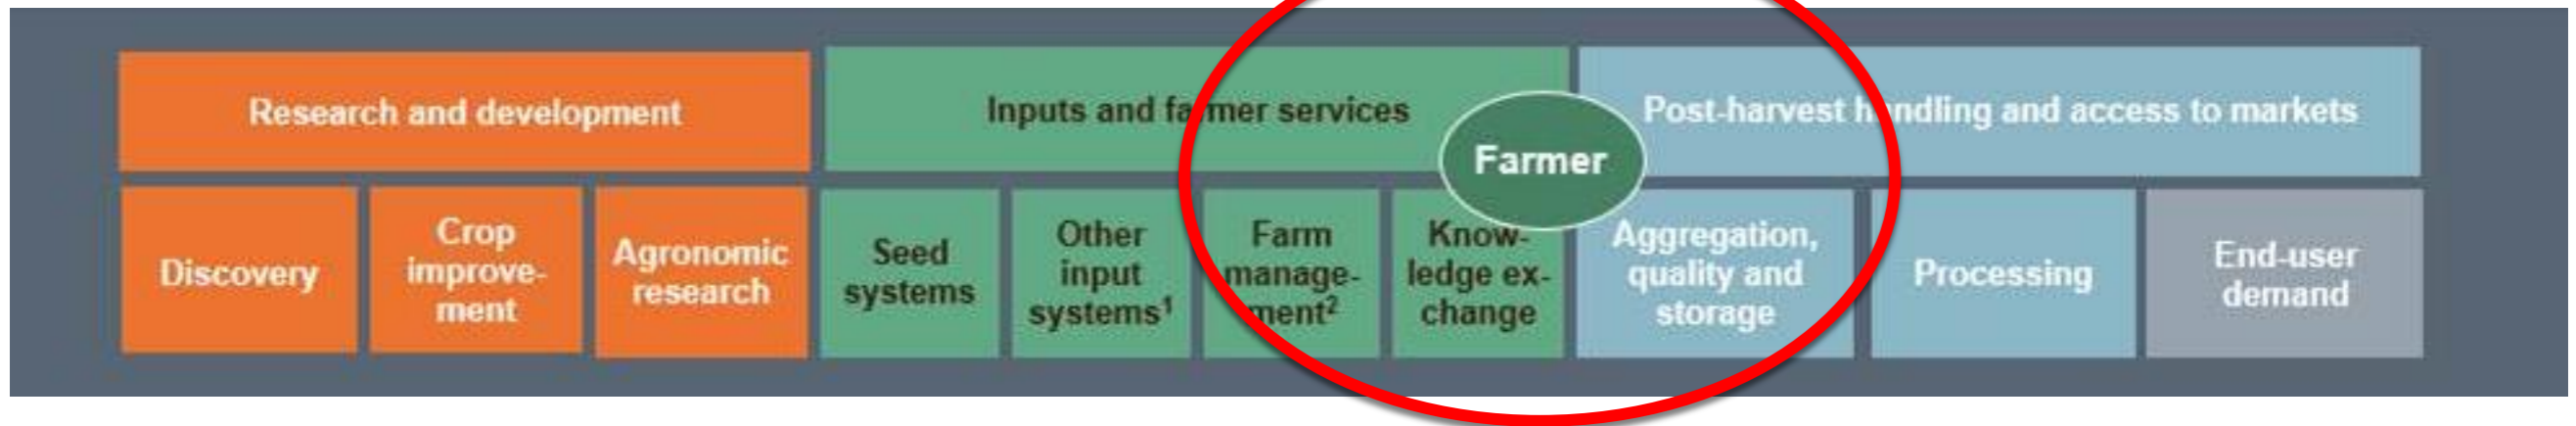 Research and development
Inputs and farmer services
Farmer
Post-harvest handling and access to markets
Discovery
Crop
improve-
ment
Agronomic
research
Seed
systems
Other
input
systems¹
Farm
manage-
ment²
Know-
ledge ex-
change
Aggregation,
quality and
storage
Processing
End-user
demand